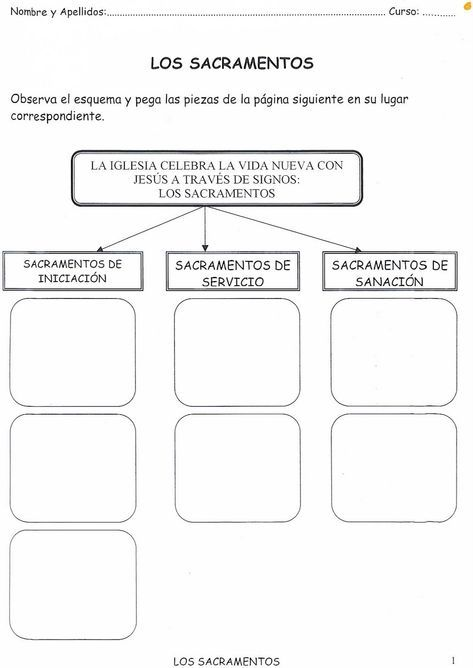 Nombre y Apellidos:.................................................................................. Curso: ..........
6
LOS SACRAMENTOS
Observa el esquema y pega las piezas de la página siguiente en su lugar
correspondiente.
LA IGLESIA CELEBRA LA VIDA NUEVA CON
JESÚS A TRAVÉS DE SIGNOS:
LOS SACRAMENTOS
SACRAMENTOS DE
INICIACIÓN
SACRAMENTOS DE
SERVICIO
SACRAMENTOS DE
SANACIÓN
LOS SACRAMENTOS 1